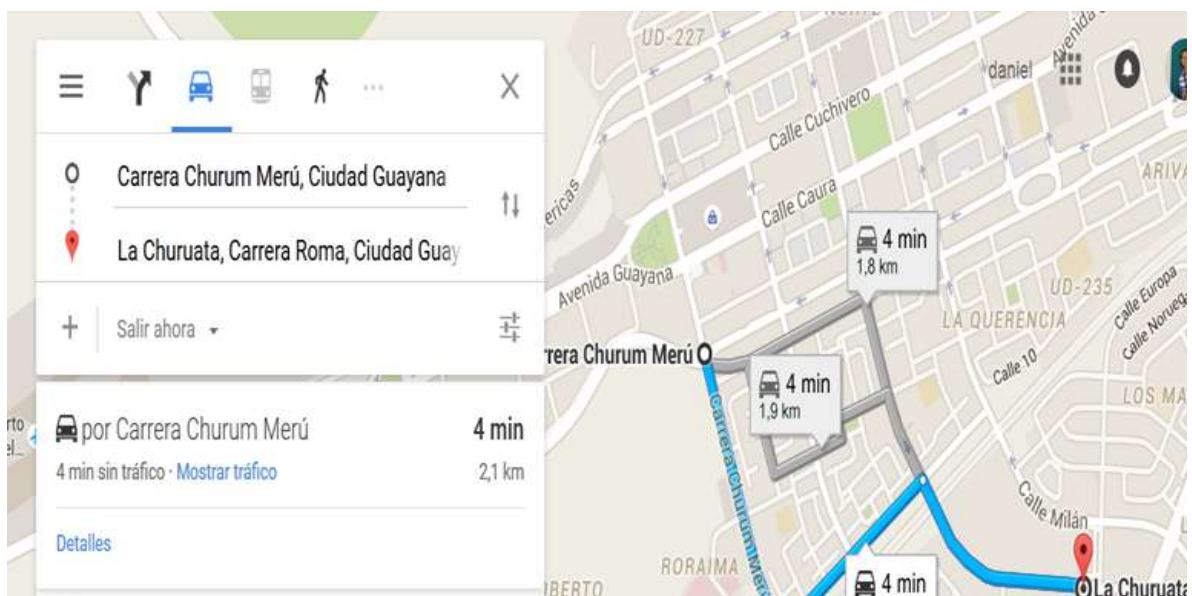 Carrera Churum Merú, Ciudad Guayana
La Churuata, Carrera Roma, Ciudad Guay
Salir ahora
por Carrera Churum Merú
4 min
4 min sin tráfico · Mostrar tráfico
2,1 km
Detalles
UD-227
daniel
Calle Cuchivero
Calle Caura
ericas
Avenida Guayana
Avenida
ARIVA
4 min
1,8 km
UD-235
LA QUERENCIA
Calle Europa
Calle Norueg
rrera Churum Merú
4 min
1,9 km
Calle 10
LOS MA
Carrera Churum Merú
Calle Milán
RORAIMA
4 min
La Churuata